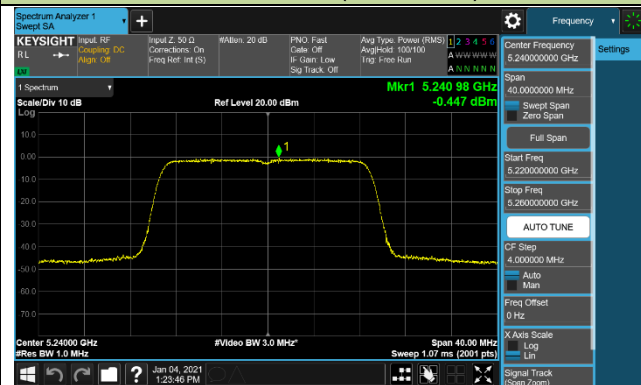 Spectrum Analyzer 1
Swept SA
+
Frequency
KEYSIGHT
RL
Input: RF
Coupling: DC
Align: Off
Input Z: 50 Ω
Corrections: On
Freq Ref: Int (S)
#Atten: 20 dB
PNO: Fast
Gate: Off
IF Gain: Low
Sig Track: Off
Avg Type: Power (RMS)
Avg|Hold: 100/100
Trig: Free Run
1 2 3 4 5 6
A W W W W W
A N N N N N
LM
1 Spectrum
Scale/Div 10 dB
Log
Ref Level 20.00 dBm
Mkr1 5.240 98 GHz
-0.447 dBm
1
10.0
0.00
-10.0
-20.0
-30.0
-40.0
-50.0
-60.0
-70.0
Center 5.24000 GHz
#Res BW 1.0 MHz
#Video BW 3.0 MHz*
Span 40.00 MHz
Sweep 1.07 ms (2001 pts)
Center Frequency
5.240000000 GHz
Settings
Span
40.0000000 MHz
Swept Span
Zero Span
Full Span
Start Freq
5.220000000 GHz
Stop Freq
5.260000000 GHz
AUTO TUNE
CF Step
4.000000 MHz
Auto
Man
Freq Offset
0 Hz
X Axis Scale
Log
Lin
Signal Track
(Span Zoom)
?
Jan 04, 2021
1:23:46 PM